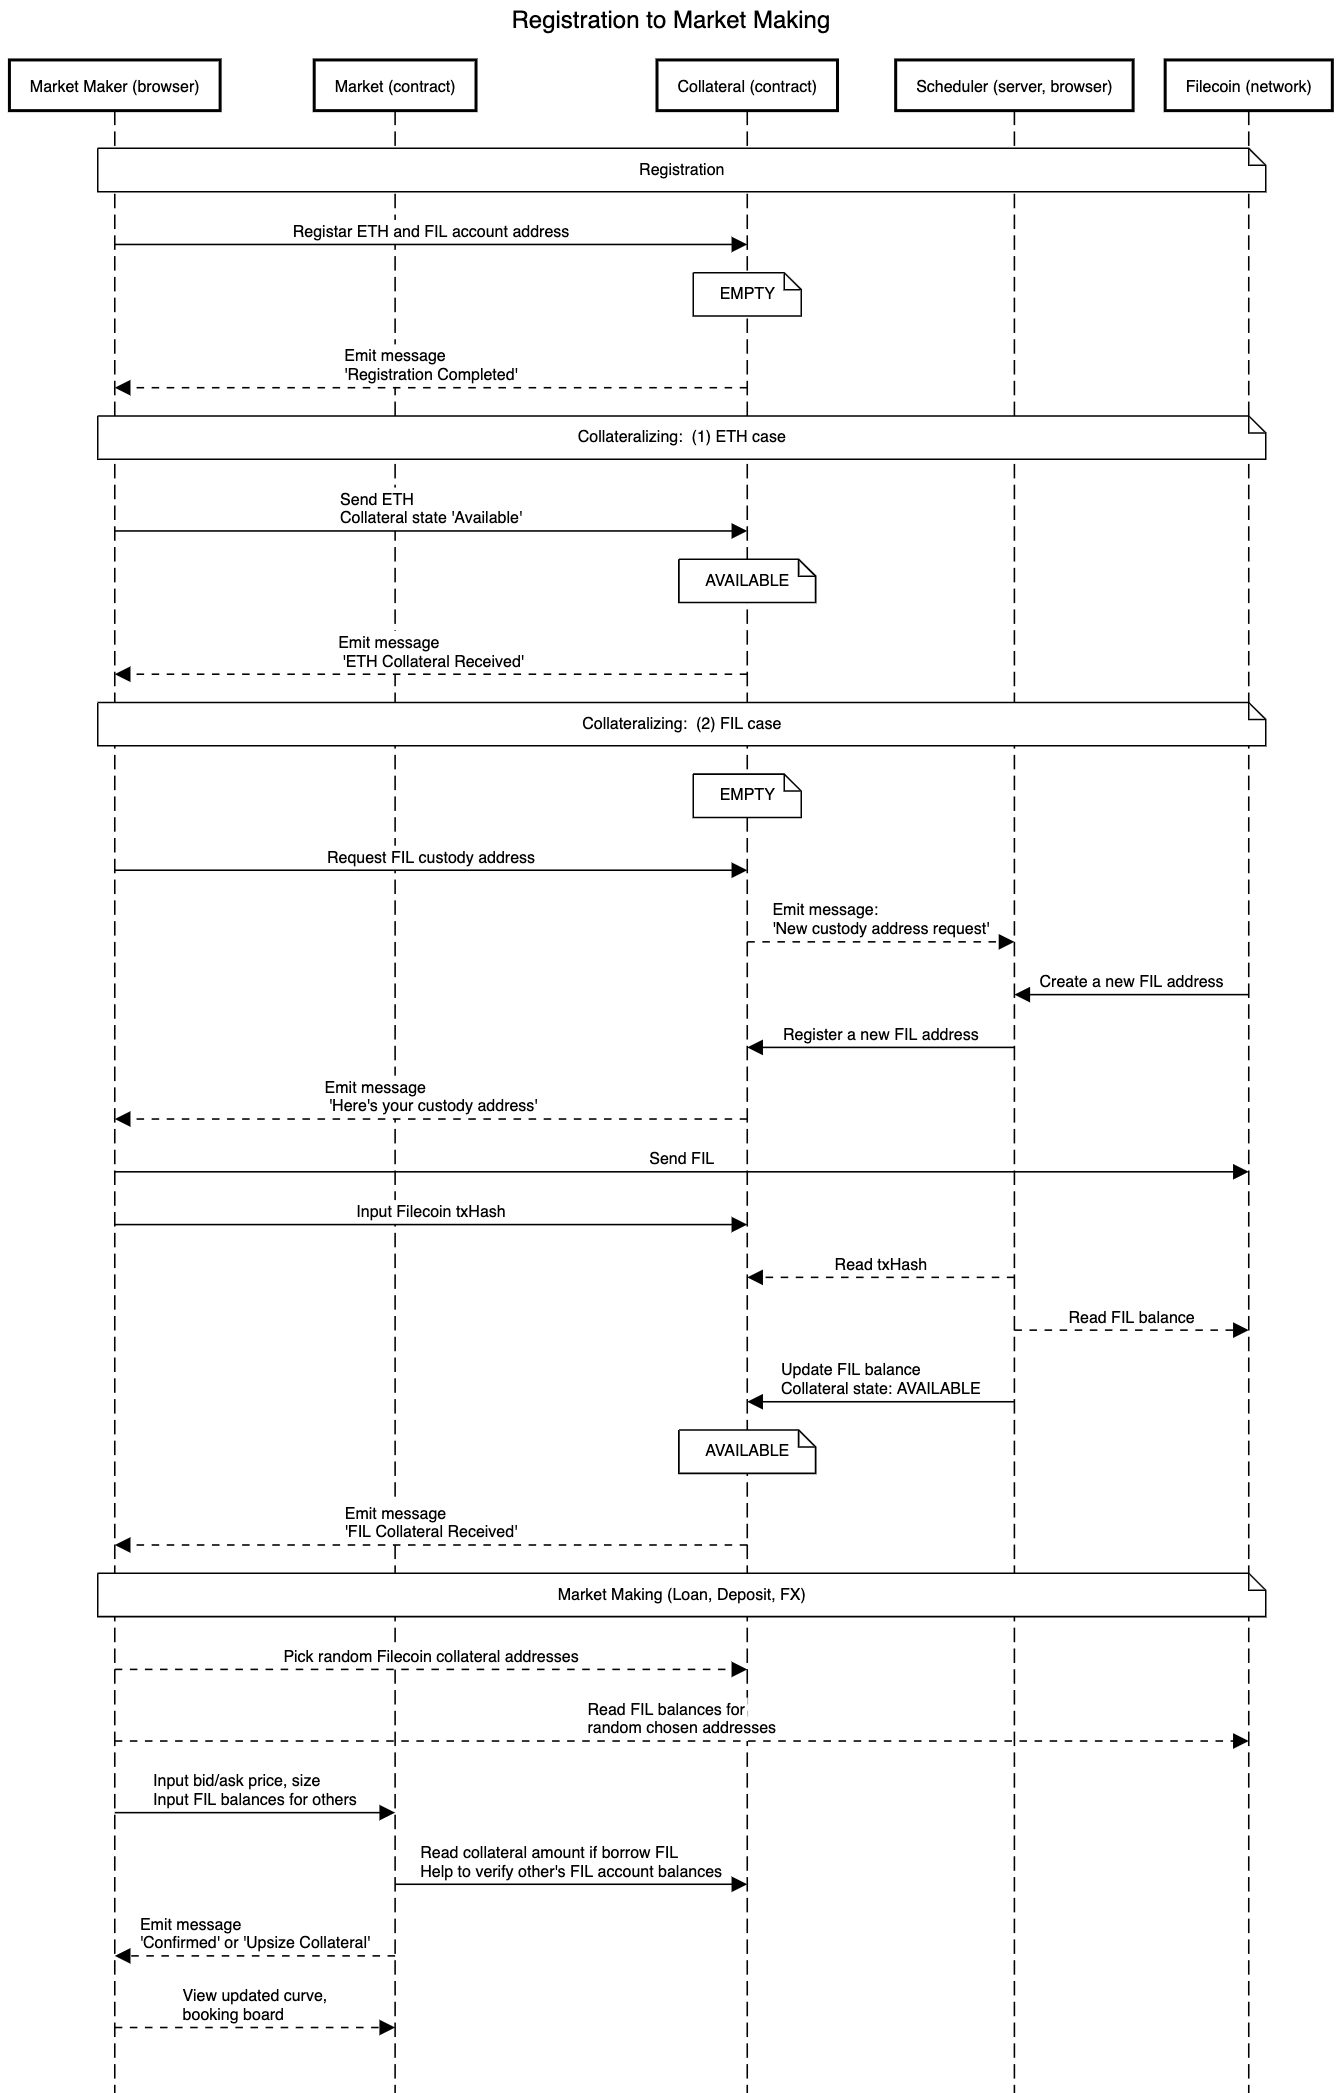 Registration to Market Making
Market Maker (browser)
Market (contract)
Collateral (contract)
Scheduler (server, browser)
Filecoin (network)
Registration
Registar ETH and FIL account address
EMPTY
Emit message
'Registration Completed'
Collateralizing:  (1) ETH case
Send ETH
Collateral state 'Available'
AVAILABLE
Emit message
'ETH Collateral Received'
Collateralizing:  (2) FIL case
EMPTY
Request FIL custody address
Emit message:
'New custody address request'
Create a new FIL address
Register a new FIL address
Emit message
'Here's your custody address'
Send FIL
Input Filecoin txHash
Read txHash
Read FIL balance
Update FIL balance
Collateral state: AVAILABLE
AVAILABLE
Emit message
'FIL Collateral Received'
Market Making (Loan, Deposit, FX)
Pick random Filecoin collateral addresses
Read FIL balances for
random chosen addresses
Input bid/ask price, size
Input FIL balances for others
Read collateral amount if borrow FIL
Help to verify other's FIL account balances
Emit message
'Confirmed' or 'Upsize Collateral'
View updated curve,
booking board